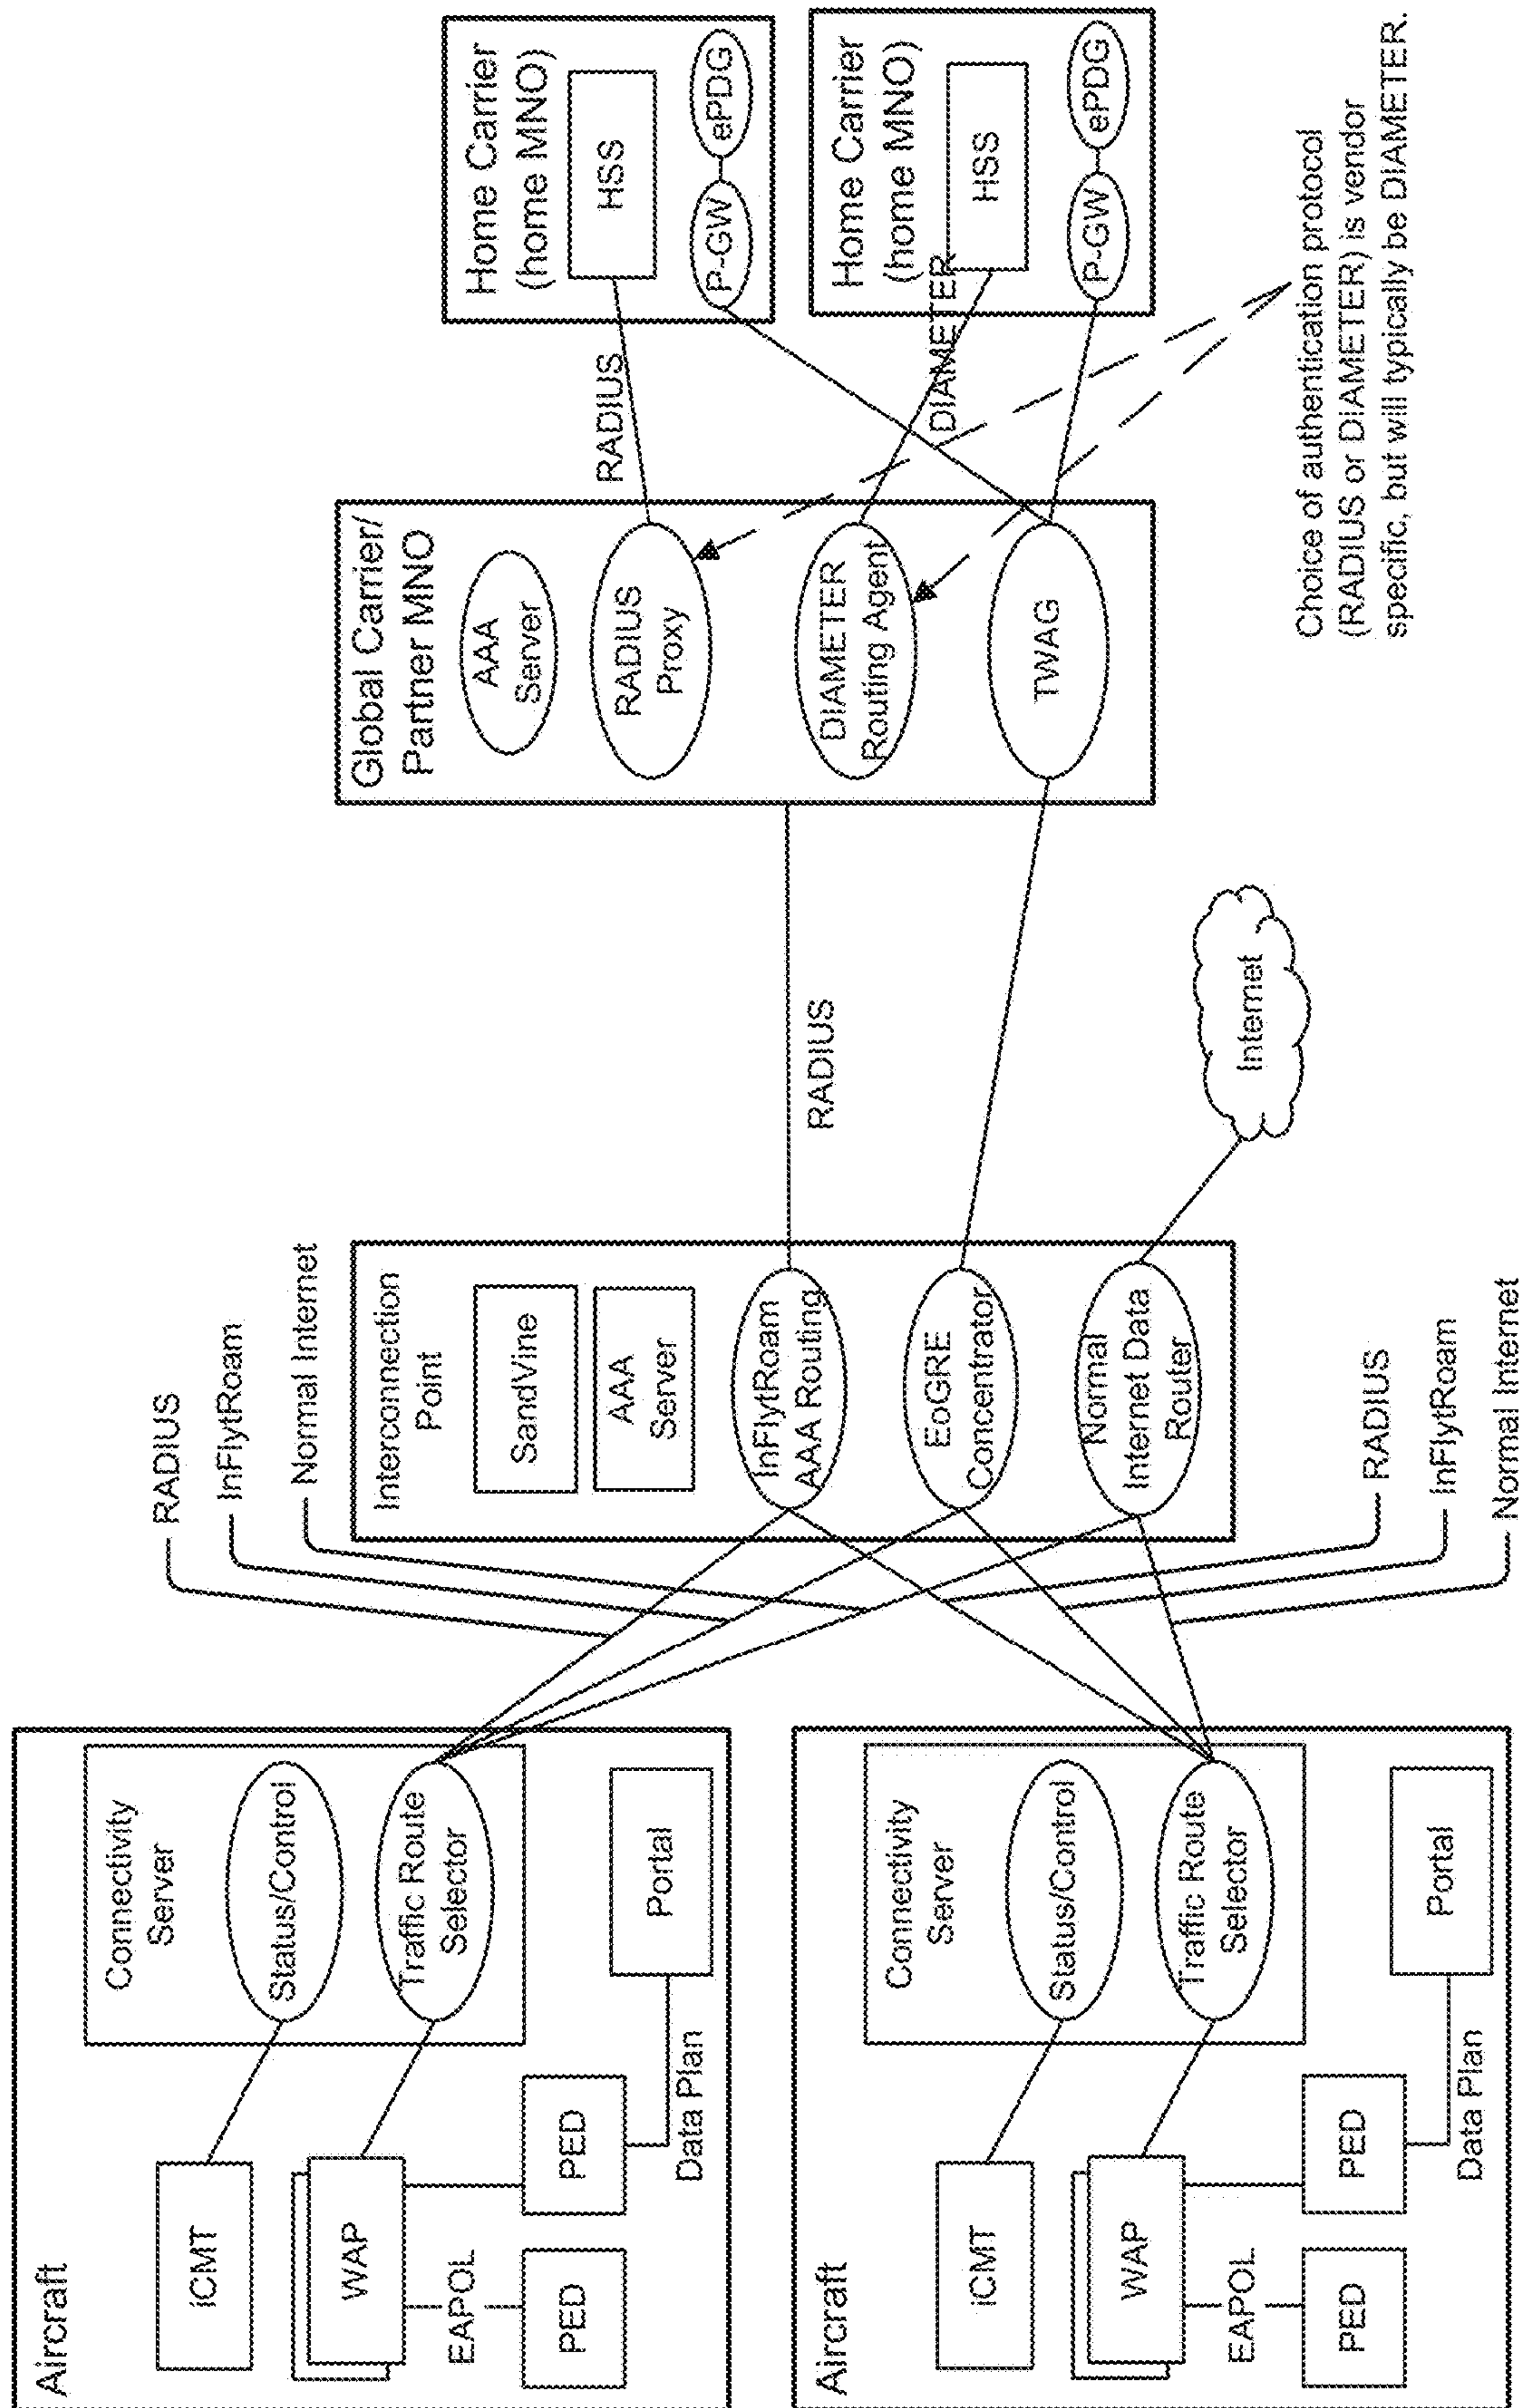 Aircraft
Connectivity
Server
iCMT
Status/Control
WAP
Traffic Route
Selector
EAPOL
PED
PED
Data Plan
Portal
Aircraft
Connectivity
Server
iCMT
Status/Control
WAP
Traffic Route
Selector
EAPOL
PED
PED
Data Plan
Portal
RADIUS
InFlytRoam
Normal Internet
Interconnection
Point
SandVine
AAA
Server
InFlytRoam
AAA Routing
EoGRE
Concentrator
Normal
Internet Data
Router
RADIUS
InFlytRoam
Normal Internet
RADIUS
Internet
Global Carrier/
Partner MNO
AAA
Server
RADIUS
Proxy
DIAMETER
Routing Agent
TWAG
RADIUS
DIAMETER
Home Carrier
(home MNO)
HSS
P-GW
ePDG
Home Carrier
(home MNO)
HSS
P-GW
ePDG
Choice of authentication protocol
(RADIUS or DIAMETER) is vendor
specific, but will typically be DIAMETER.